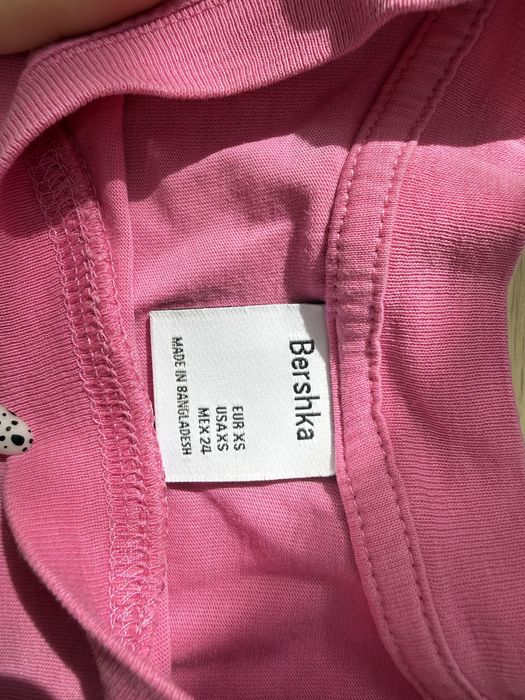 Bershka
EUR XS
USA XS
MEX 24
MADE IN BANGLADESH